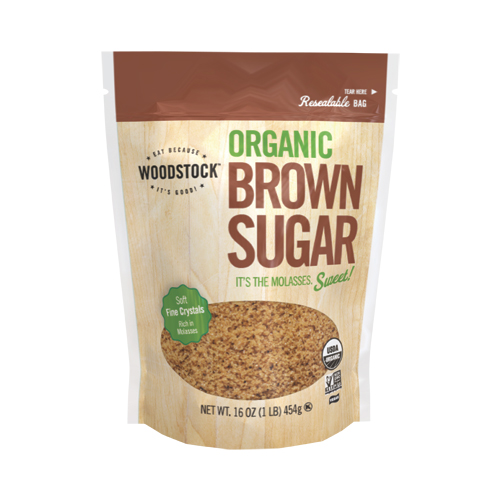 TEAR HERE
Resealable BAG
EAT BECAUSE
WOODSTOCK™
IT'S GOOD!
ORGANIC
BROWN
SUGAR
IT'S THE MOLASSES, Sweet!
Soft
Fine Crystals
Rich in
Molasses
USDA
ORGANIC
NET WT. 16 OZ (1 LB) 454g